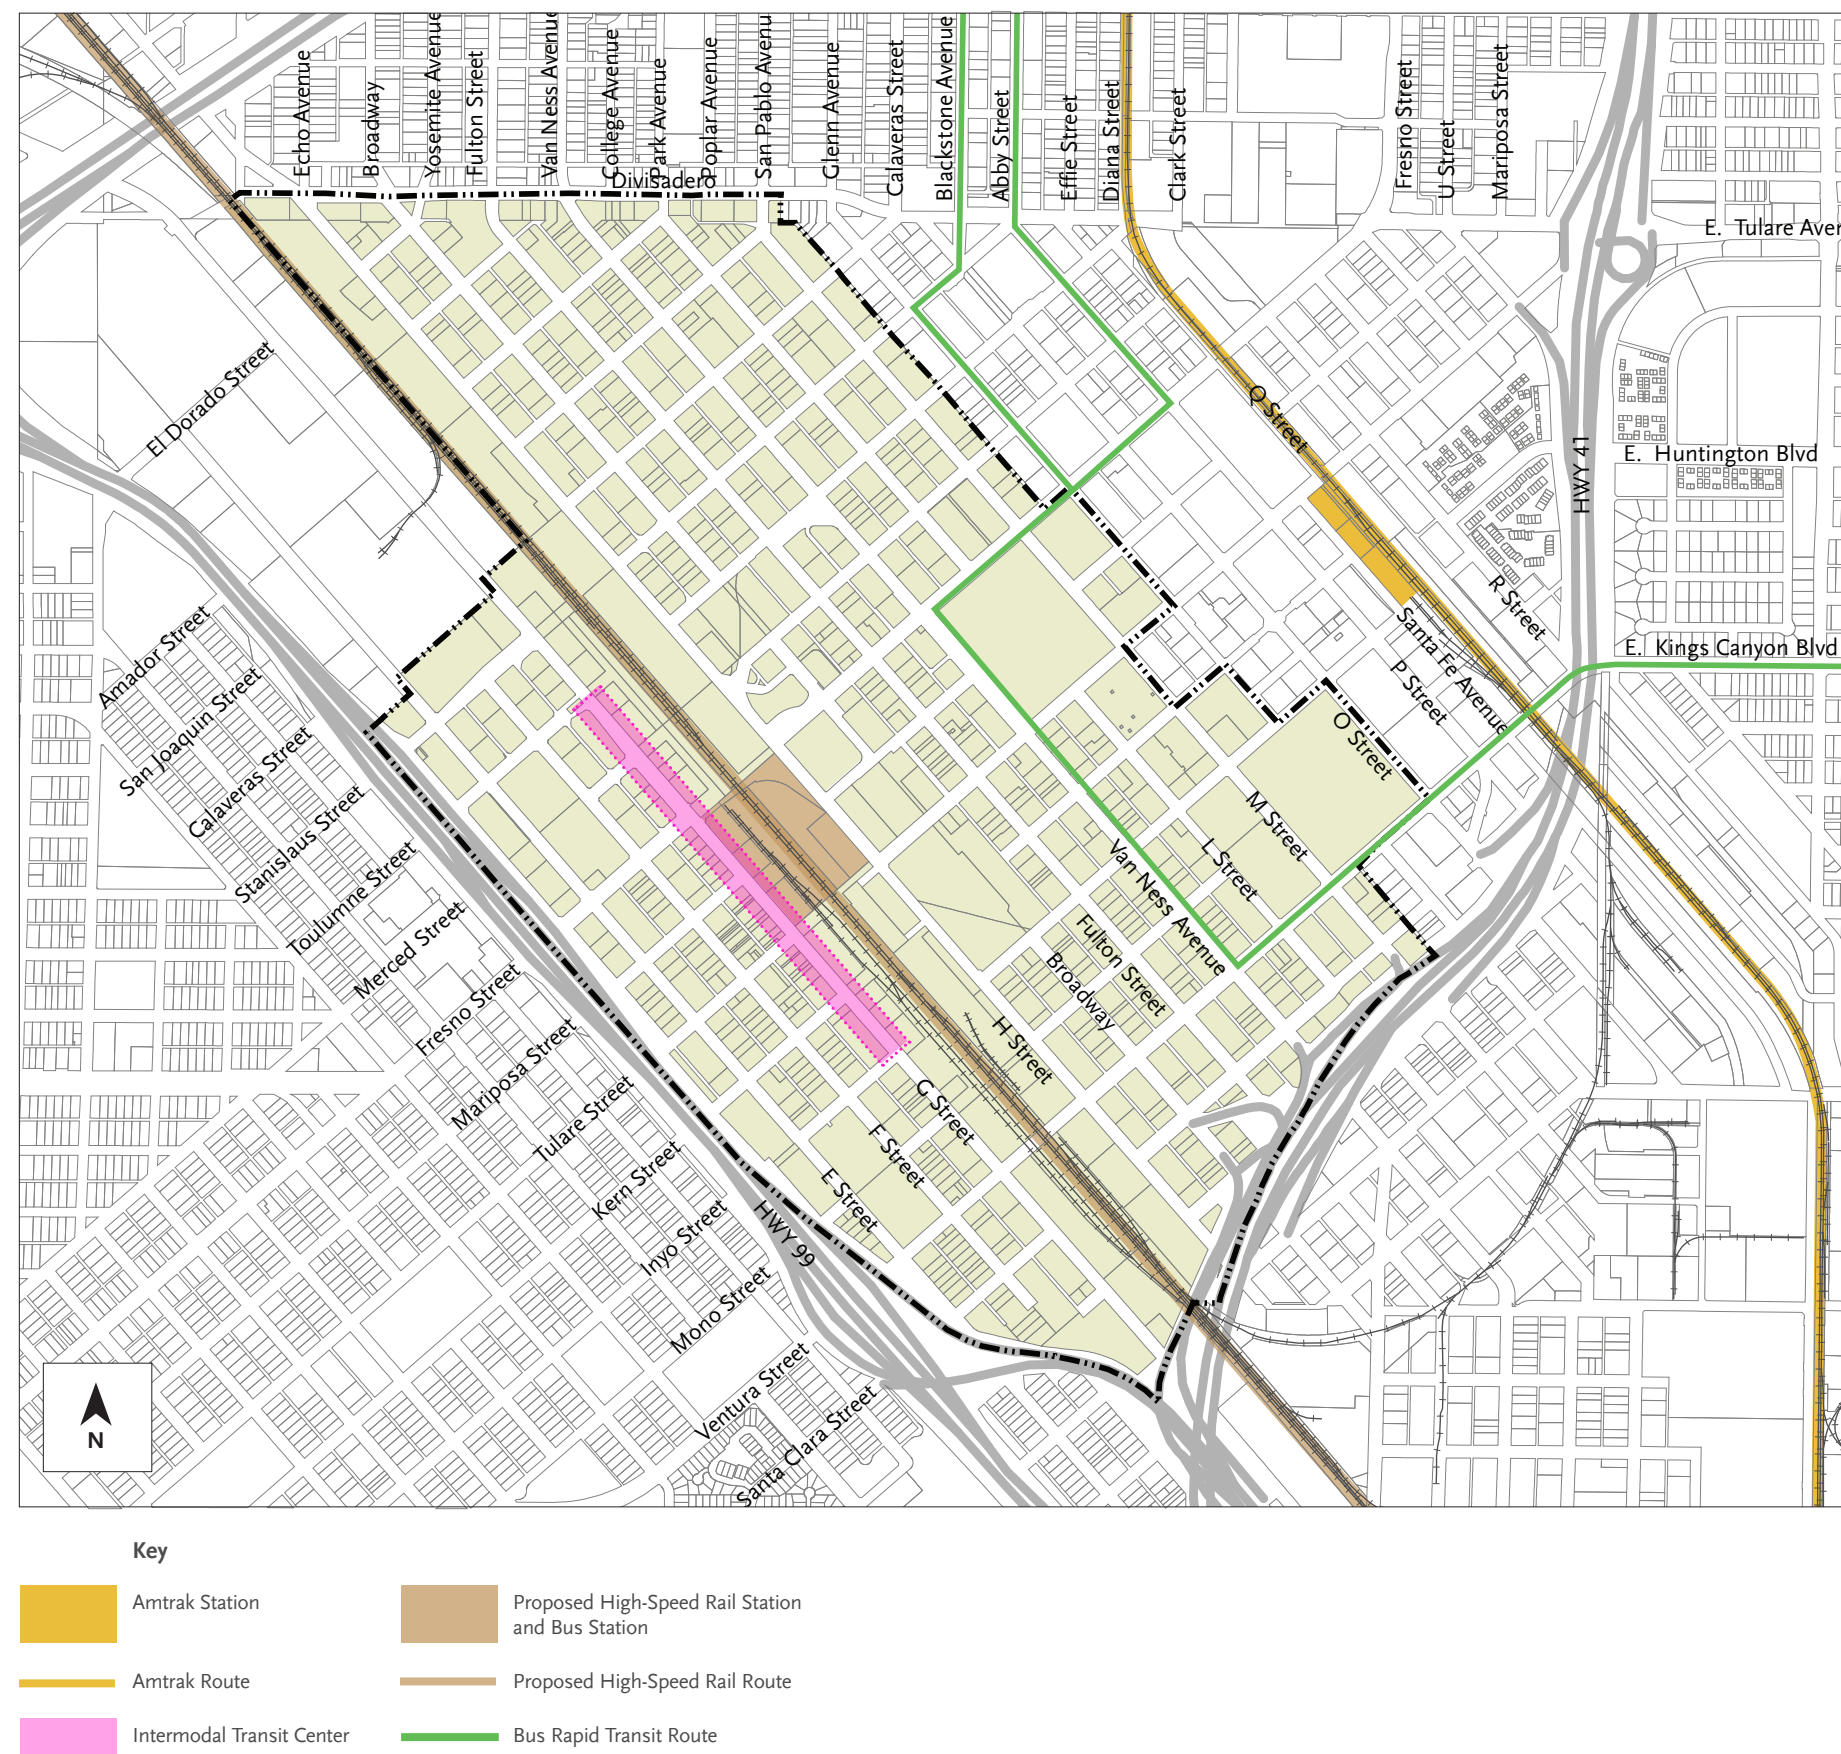 Echo Avenue
Broadway
Yosemite Avenue
Fulton Street
Van Ness Avenue
College Avenue
Park Avenue
Poplar Avenue
San Pablo Avenu
Glenn Avenue
Calaveras Street
Blackstone Avenue
Abby Street
Effie Street
Diana Street
Clark Street
Fresno Street
U Street
Mariposa Street
Divisadero
E. Tulare Aven
El Dorado Street
Q Street
HWY 41
E. Huntington Blvd
R Street
Santa Fe Avenue
E. Kings Canyon Blvd
P Street
O Street
Amador Street
San Joaquin Street
Calaveras Street
Stanislaus Street
Toulumne Street
Merced Street
Fresno Street
Mariposa Street
Tulare Street
Kern Street
Inyo Street
Mono Street
Ventura Street
Santa Clara Street
M Street
L Street
Van Ness Avenue
Fulton Street
Broadway
H Street
G Street
F Street
E Street
HWY 99
N
Key
Amtrak Station
Proposed High-Speed Rail Station
and Bus Station
Amtrak Route
Proposed High-Speed Rail Route
Intermodal Transit Center
Bus Rapid Transit Route